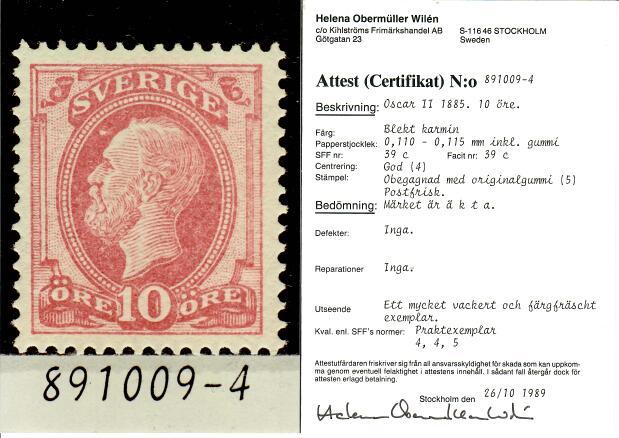 SVERIGE
ÖRE 10 ÖRE
891009-4
Helena Obermüller Wilén
c/o Kihlströms Frimärkshandel AB S-116 46 STOCKHOLM
Götgatan 23 Sweden
Attest (Certifikat) N:o 891009-4
Beskrivning: Oscar II 1885. 10 öre.
Färg: Blekt karmin
Papperstjocklek: 0,110 - 0,115 mm inkl. gummi
SFF nr: 39 c Facit nr: 39 c
Centrering: God (4)
Stämpel: Obegagnad med originalgummi (5)
Postfrisk.
Bedömning: Märket är ä k t a.
Defekter: Inga.
Reparationer Inga.
Utseende Ett mycket vackert och färgfräscht
exemplar.
Kval. enl. SFF's normer: Praktexemplar
4, 4, 5
Attestutfärdaren friskriver sig från all ansvarsskyldighet för skada som kan uppkom-
ma genom eventuell felaktighet i attestens innehåll. I sådant fall återgår dock för
attesten erlagd betalning.
Stockholm den 26/10 1989
Helena Obermüller Wilén